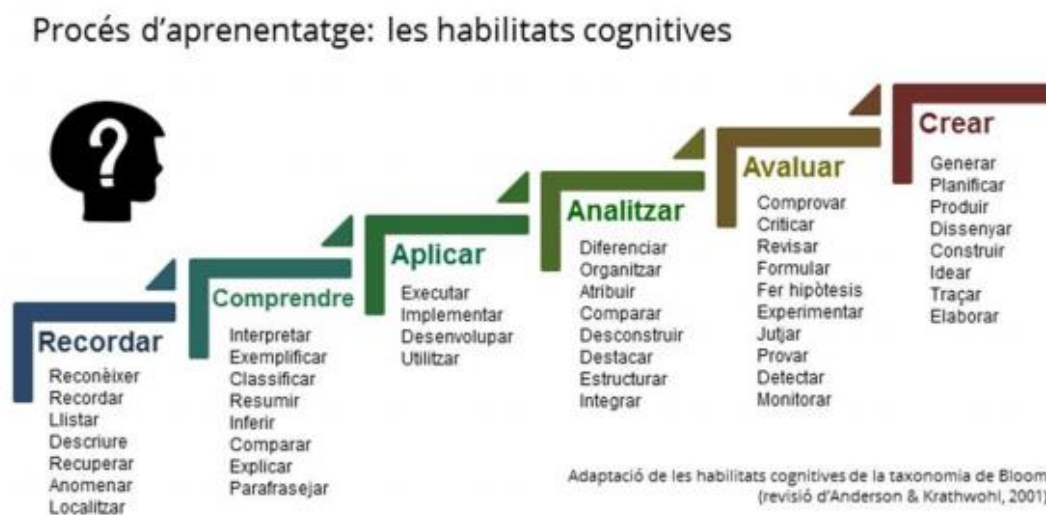 Procés d'aprenentatge: les habilitats cognitives
?
Recordar
Reconèixer
Recordar
Llistar
Descriure
Recuperar
Anomenar
Localitzar
Comprendre
Interpretar
Exemplificar
Classificar
Resumir
Inferir
Comparar
Explicar
Parafrasejar
Aplicar
Executar
Implementar
Desenvolupar
Utilitzar
Analitzar
Diferenciar
Organitzar
Atribuir
Comparar
Desconstruir
Destacar
Estructurar
Integrar
Avaluar
Comprovar
Criticar
Revisar
Formular
Fer hipòtesis
Experimentar
Jutjar
Provar
Detectar
Monitorar
Crear
Generar
Planificar
Produir
Dissenyar
Construir
Idear
Traçar
Elaborar
Adaptació de les habilitats cognitives de la taxonomia de Bloom
(revisió d'Anderson & Krathwohl, 2001)